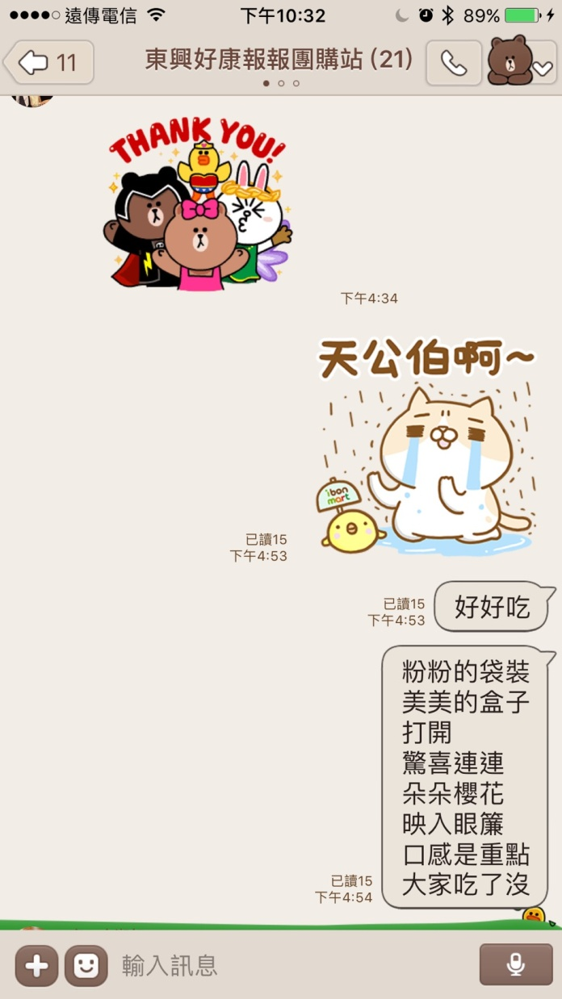 遠傳電信 下午10:32 89%
11 東興好康報報團購站 (21)
THANK YOU!
下午4:34
天公伯啊~
ibon
mart
已讀15
下午4:53
好好吃
已讀15
下午4:53
粉粉的袋裝
美美的盒子
打開
驚喜連連
朵朵櫻花
映入眼簾
口感是重點
大家吃了沒
已讀15
下午4:54
輸入訊息